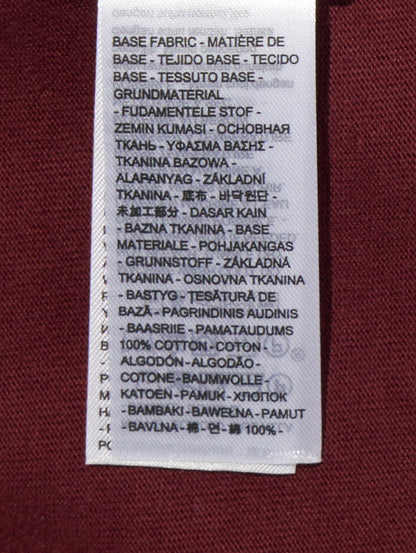 BASE FABRIC - MATIÈRE DE
BASE - TEJIDO BASE - TECIDO
BASE - TESSUTO BASE -
GRUNDMATERIAL
- FUDAMENTELE STOF -
ZEMIN KUMASI - ОСНОВНАЯ
ТКАНЬ - ΥΦΑΣΜΑ ΒΑΣΗΣ -
TKANINA BAZOWA -
ALAPANYAG - ZÁKLADNÍ
TKANINA - 底布 - 바닥원단 -
未加工部分 - DASAR KAIN
- BAZNA TKANINA - BASE
MATERIALE - POHJAKANGAS
- GRUNNSTOFF - ZÁKLADNÁ
TKANINA - OSNOVNA TKANINA
- BASTYG - ŢESĂTURĂ DE
BAZĂ - PAGRINDINIS AUDINIS
- BAASRIIE - PAMATAUDUMS
100% COTTON - COTON -
ALGODÓN - ALGODÃO -
COTONE - BAUMWOLLE -
KATOEN - PAMUK - ХЛОПОК
- BAMBAKI - BAWEŁNA - PAMUT
- BAVLNA - 棉 - 면 - 綿 100% -